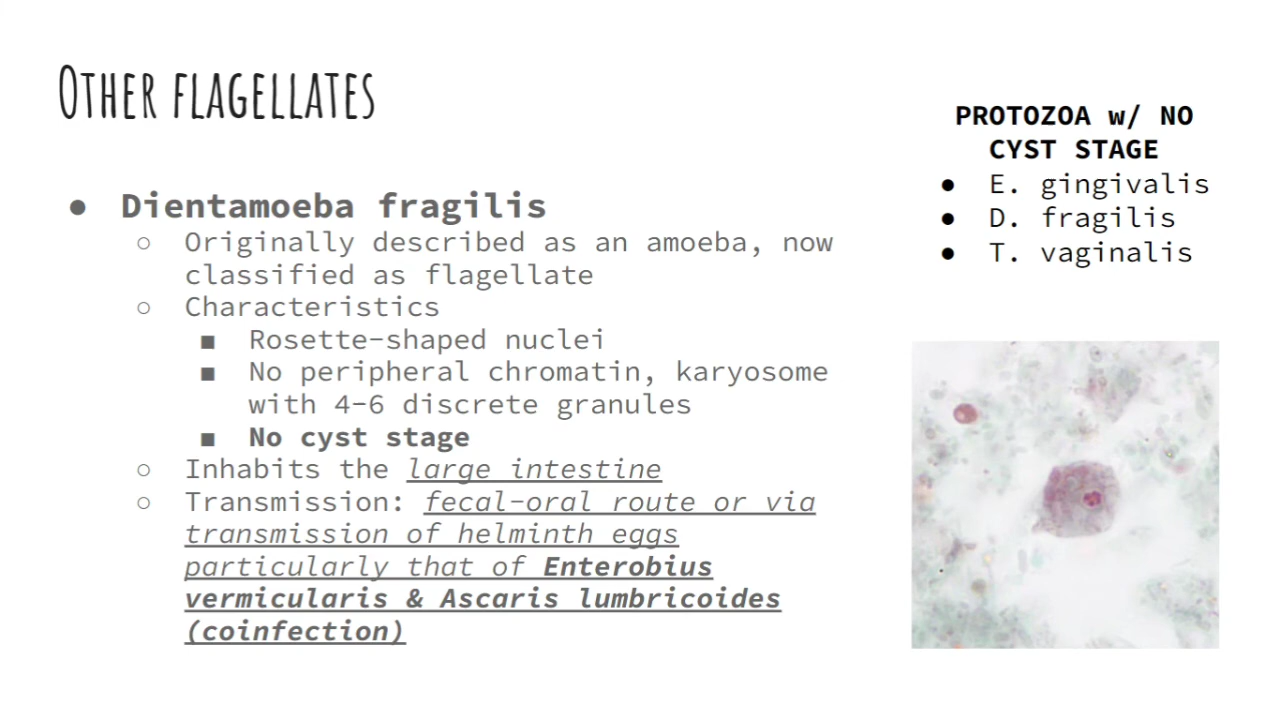 Other flagellates
● Dientamoeba fragilis
○ Originally described as an amoeba, now
classified as flagellate
○ Characteristics
■ Rosette-shaped nuclei
■ No peripheral chromatin, karyosome
with 4-6 discrete granules
■ No cyst stage
○ Inhabits the large intestine
○ Transmission: fecal-oral route or via
transmission of helminth eggs
particularly that of Enterobius
vermicularis & Ascaris lumbricoides
(coinfection)
PROTOZOA w/ NO
CYST STAGE
● E. gingivalis
● D. fragilis
● T. vaginalis